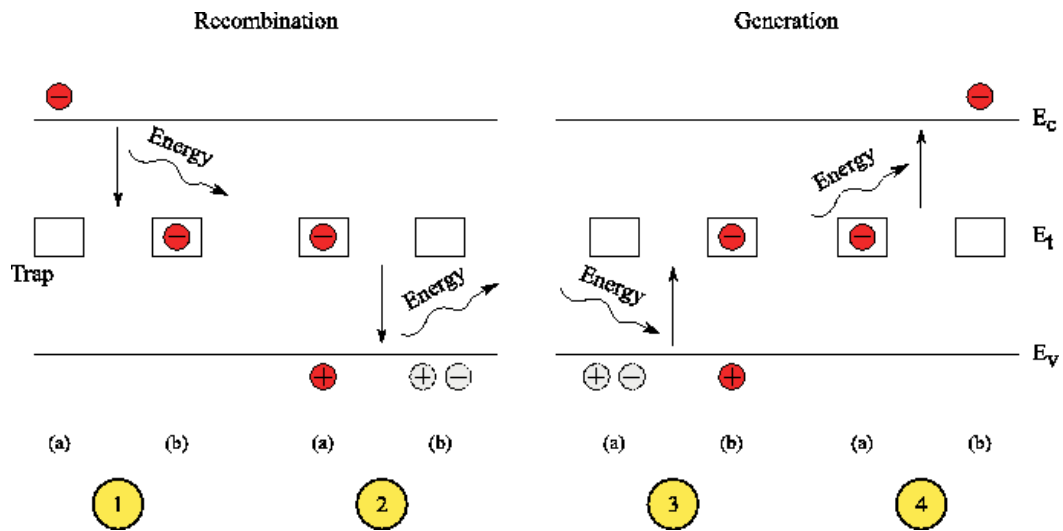 Recombination
Generation
E_c
Energy
Energy
E_t
Trap
Energy
Energy
E_v
(a) (b) (a) (b) (a) (b) (a) (b)
1 2 3 4